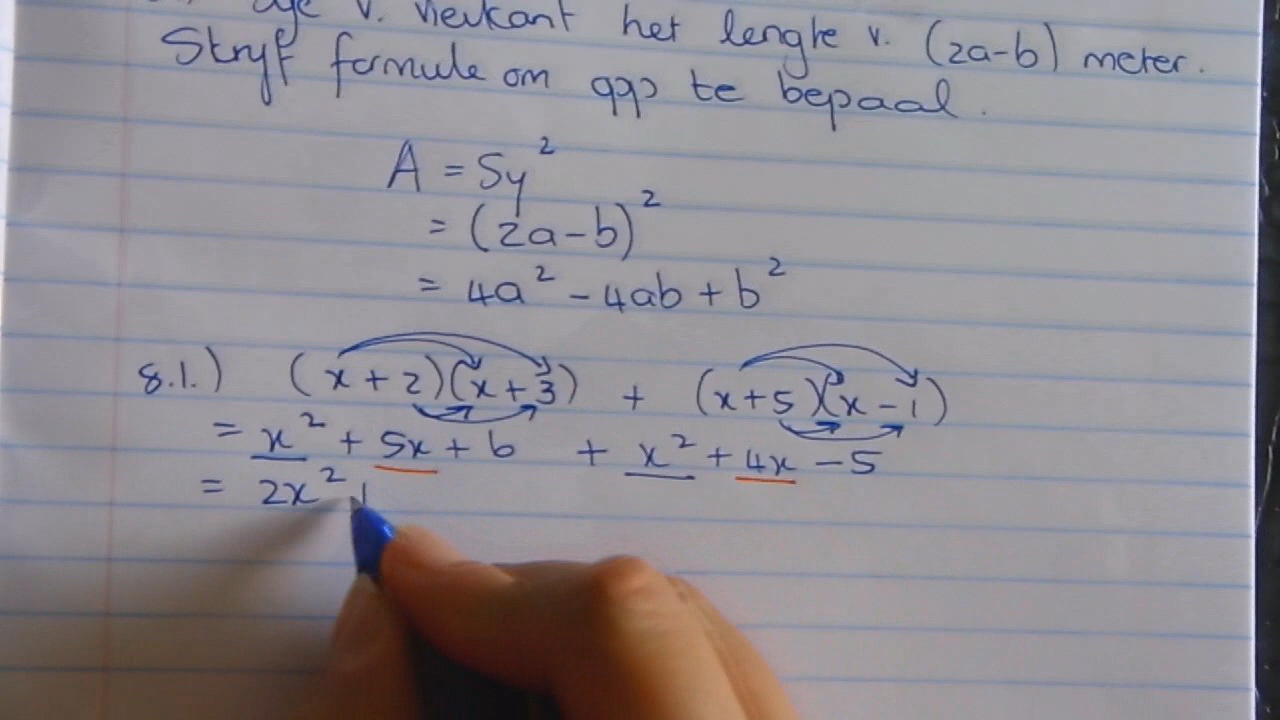 sye v. vierkant het lengte v. (2a-b) meter.
Stryf formule om opp te bepaal.
A = Sy²
= (2a-b)²
= 4a² - 4ab + b²
8.1.) (x+2)(x+3) + (x+5)(x-1)
= x² + 5x + 6 + x² + 4x - 5
= 2x²